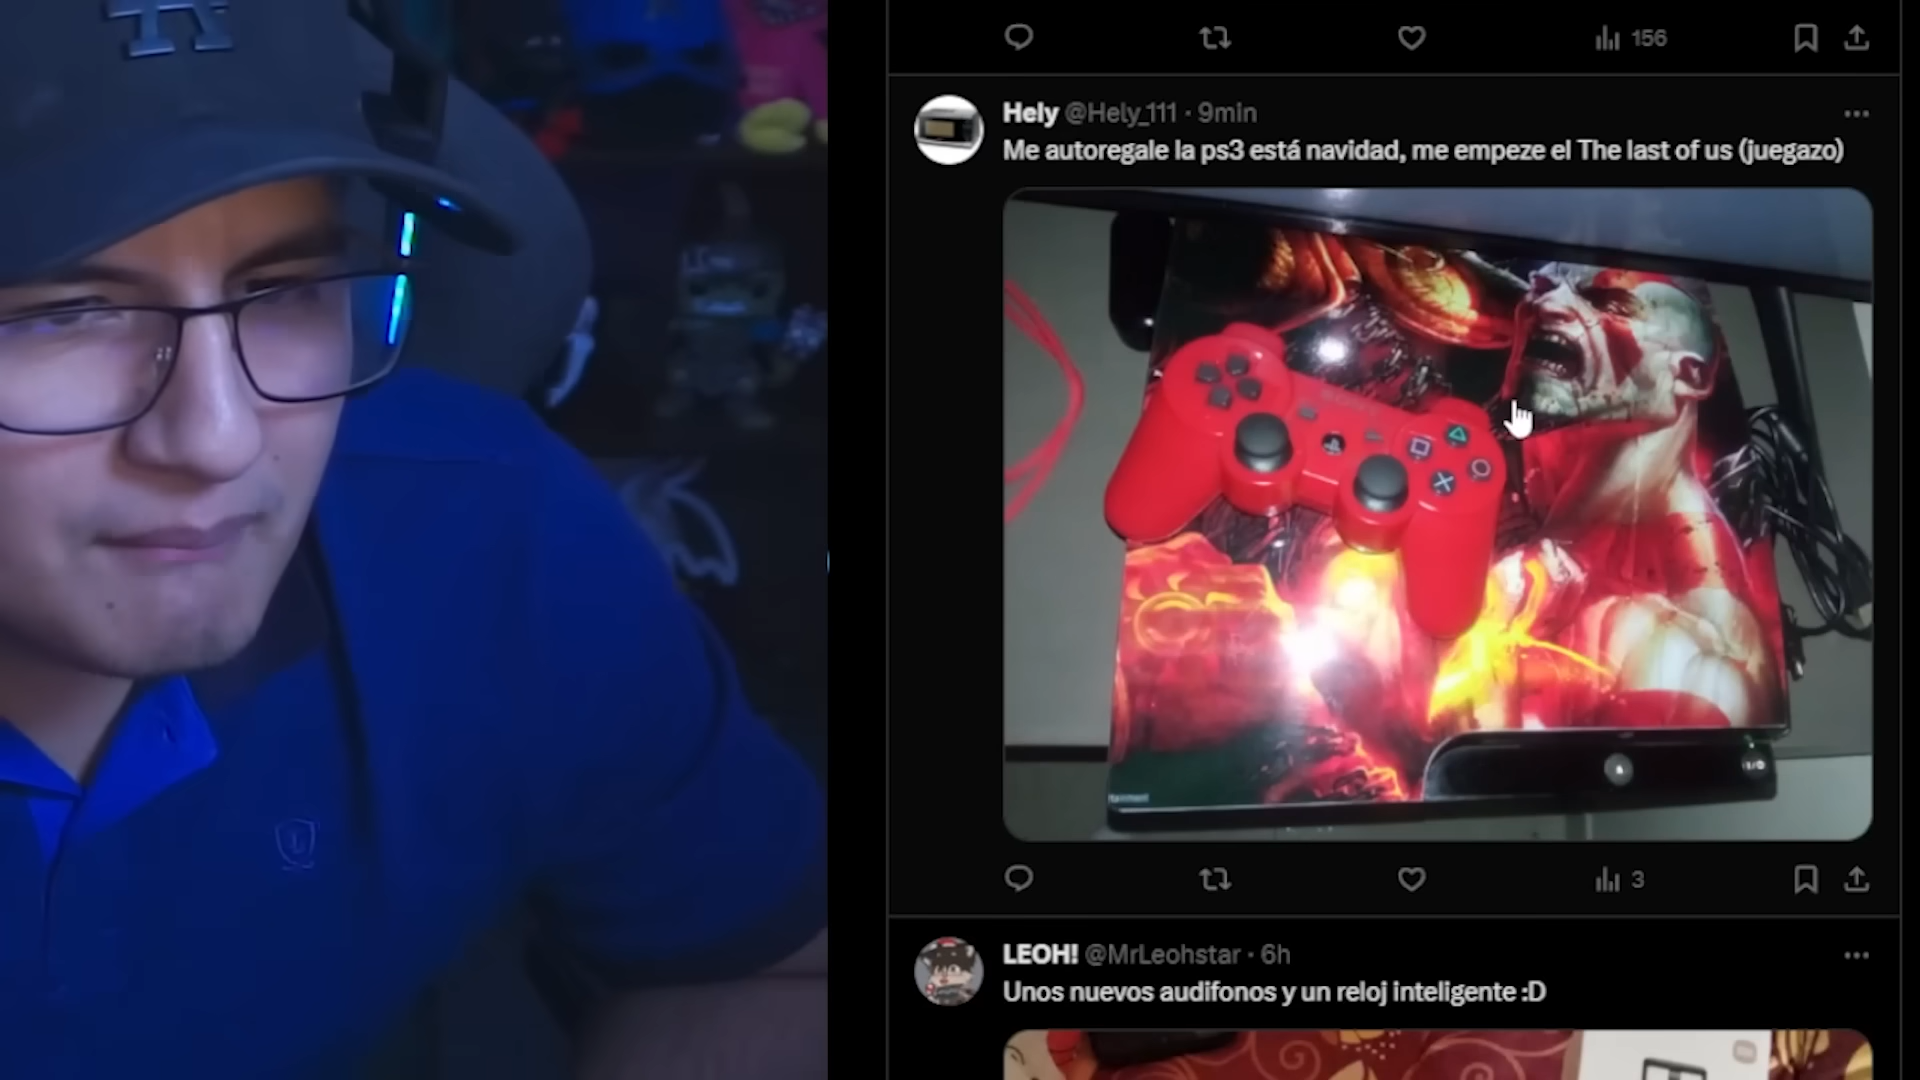 156
Hely @Hely_111 · 9min
Me autoregale la ps3 está navidad, me empeze el The last of us (juegazo)
SONY
3
LEOH! @MrLeohstar · 6h
Unos nuevos audifonos y un reloj inteligente :D